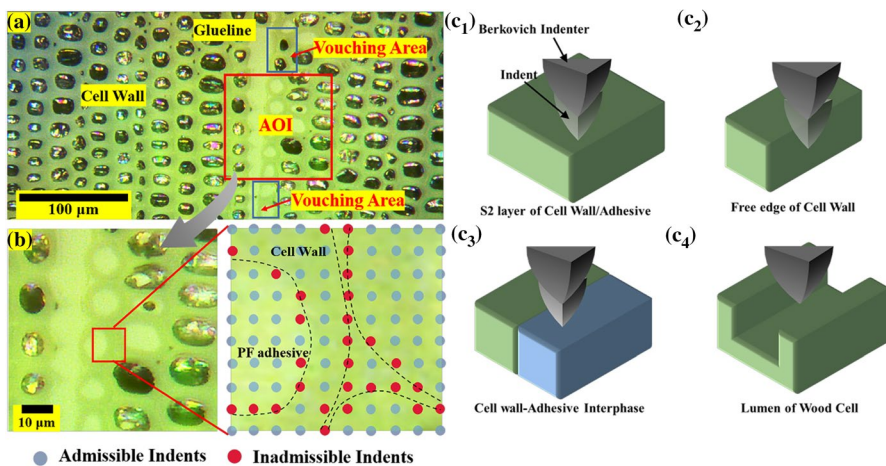 (a)
Glueline
Vouching Area
Cell Wall
AOI
Vouching Area
100 μm
(b)
Cell Wall
PF adhesive
10 μm
Admissible Indents
Inadmissible Indents
(c1)
Berkovich Indenter
Indent
S2 layer of Cell Wall/Adhesive
(c2)
Free edge of Cell Wall
(c3)
Cell wall-Adhesive Interphase
(c4)
Lumen of Wood Cell